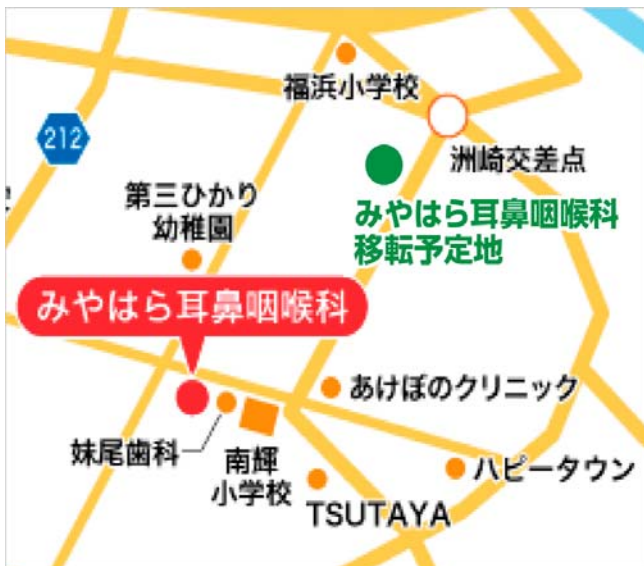 福浜小学校
212
洲崎交差点
第三ひかり
幼稚園
みやはら耳鼻咽喉科
移転予定地
みやはら耳鼻咽喉科
あけぼのクリニック
妹尾歯科
南輝
小学校
ハピータウン
TSUTAYA